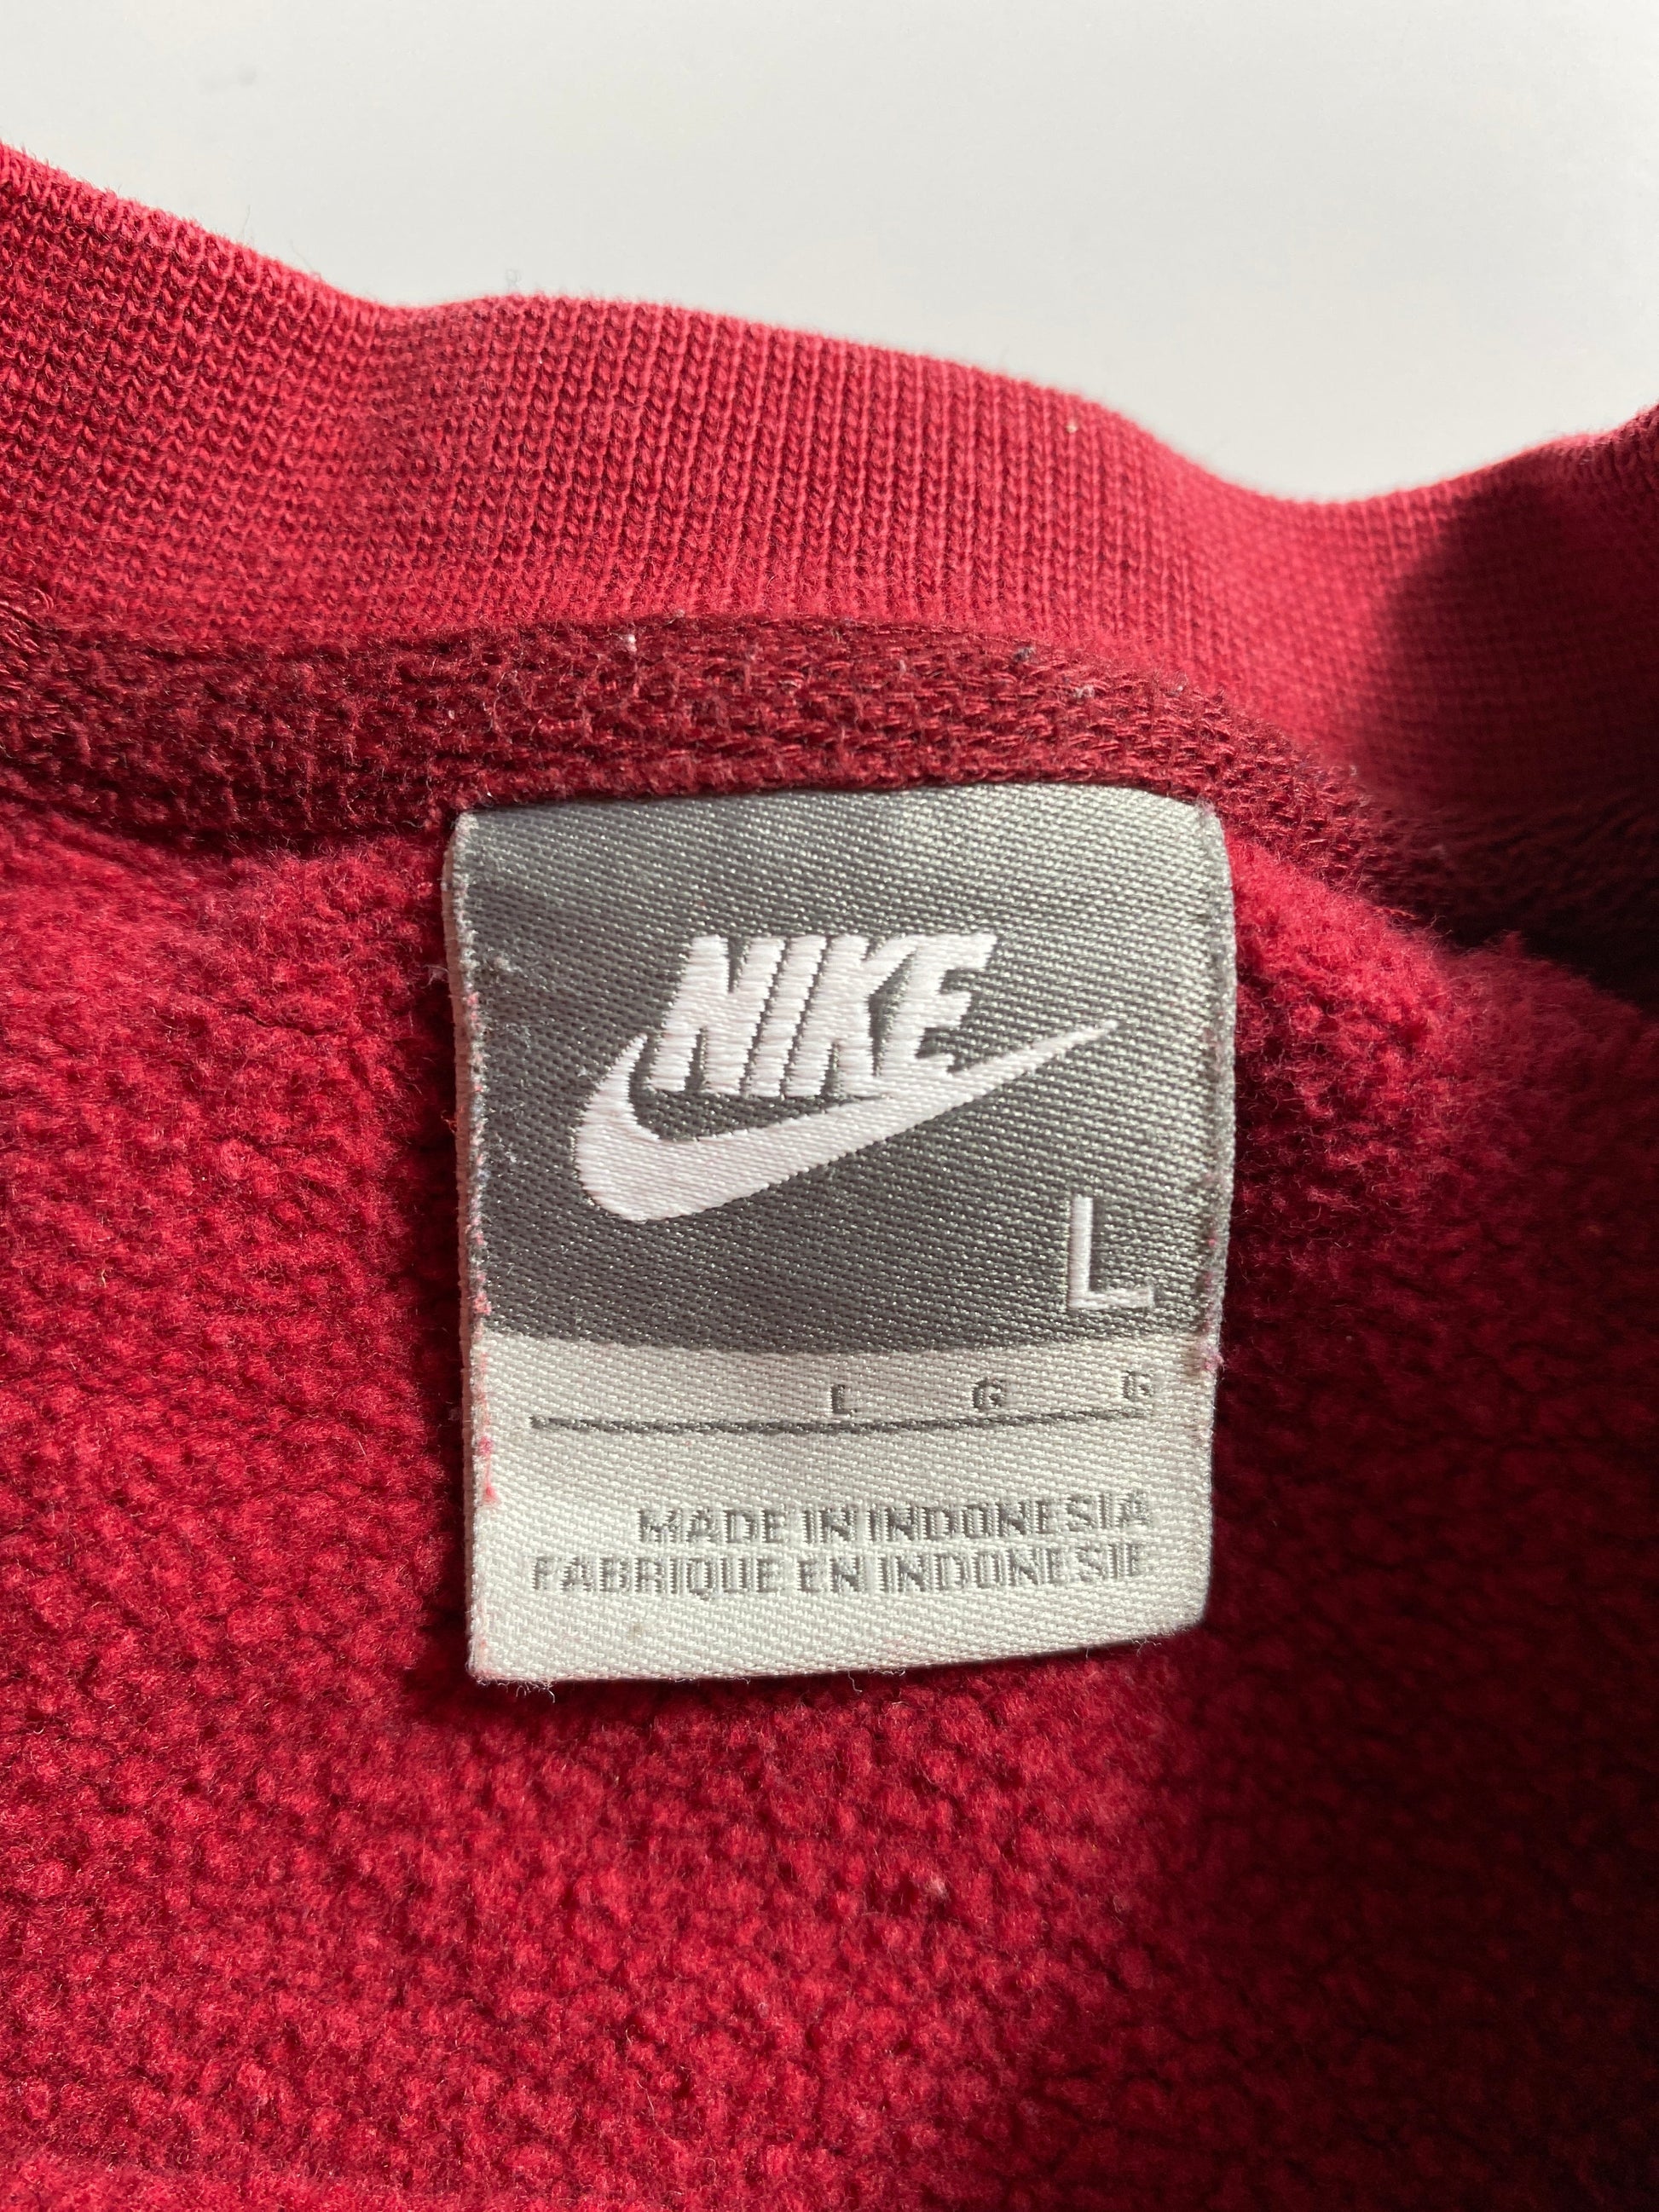 NIKE
L
L G G
MADE IN INDONESIA
FABRIQUE EN INDONESIE